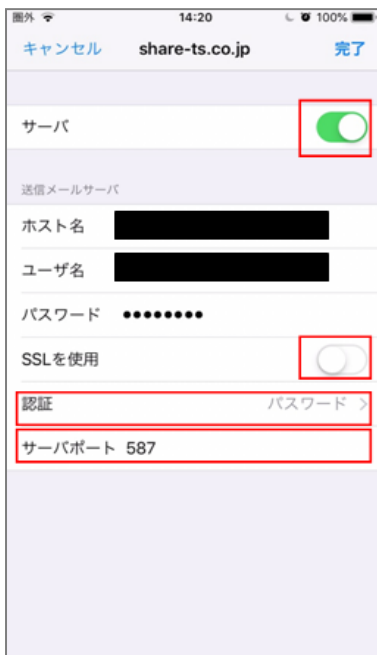 圏外 14:20 100%
キャンセル share-ts.co.jp 完了
サーバ
送信メールサーバ
ホスト名
ユーザ名
パスワード ●●●●●●●●
SSLを使用
認証 パスワード >
サーバポート 587